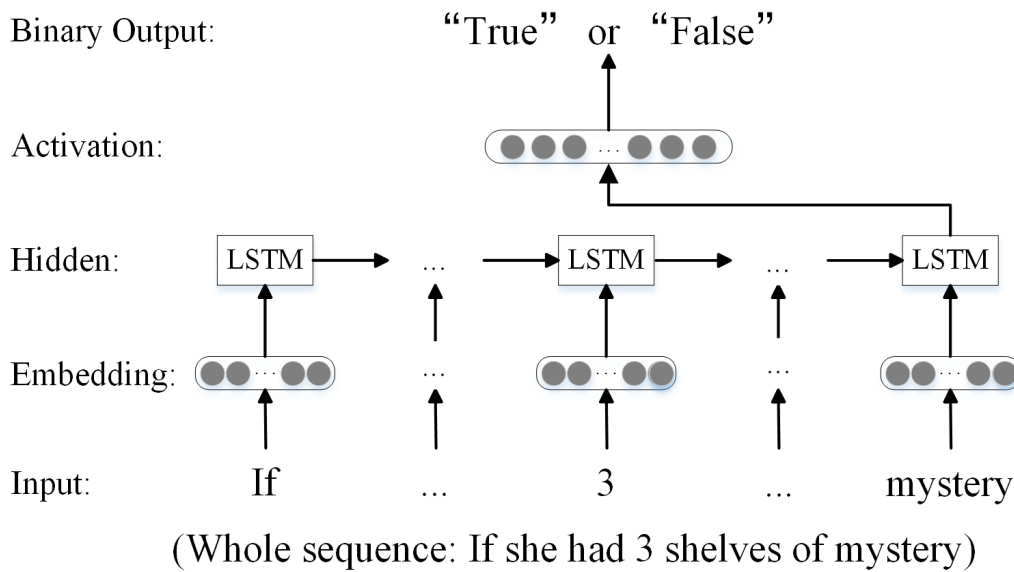 Binary Output: “True” or “False”
Activation: ...
Hidden: LSTM ... LSTM ... LSTM
Embedding: ... ... ... ... ...
Input: If ... 3 ... mystery
(Whole sequence: If she had 3 shelves of mystery)